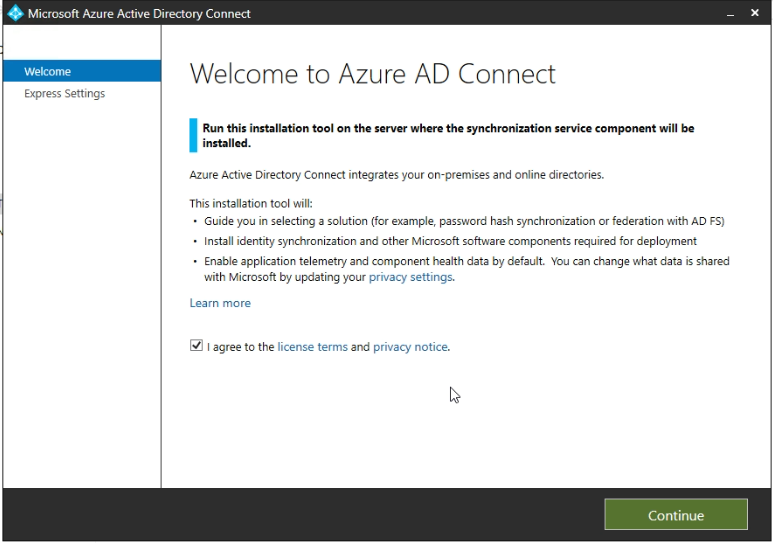 Microsoft Azure Active Directory Connect
Welcome
Express Settings
Welcome to Azure AD Connect
Run this installation tool on the server where the synchronization service component will be
installed.
Azure Active Directory Connect integrates your on-premises and online directories.
This installation tool will:
• Guide you in selecting a solution (for example, password hash synchronization or federation with AD FS)
• Install identity synchronization and other Microsoft software components required for deployment
• Enable application telemetry and component health data by default.  You can change what data is shared
with Microsoft by updating your privacy settings.
Learn more
I agree to the license terms and privacy notice.
Continue